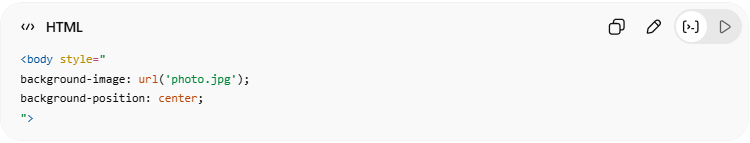 HTML
<body style="
background-image: url('photo.jpg');
background-position: center;
">